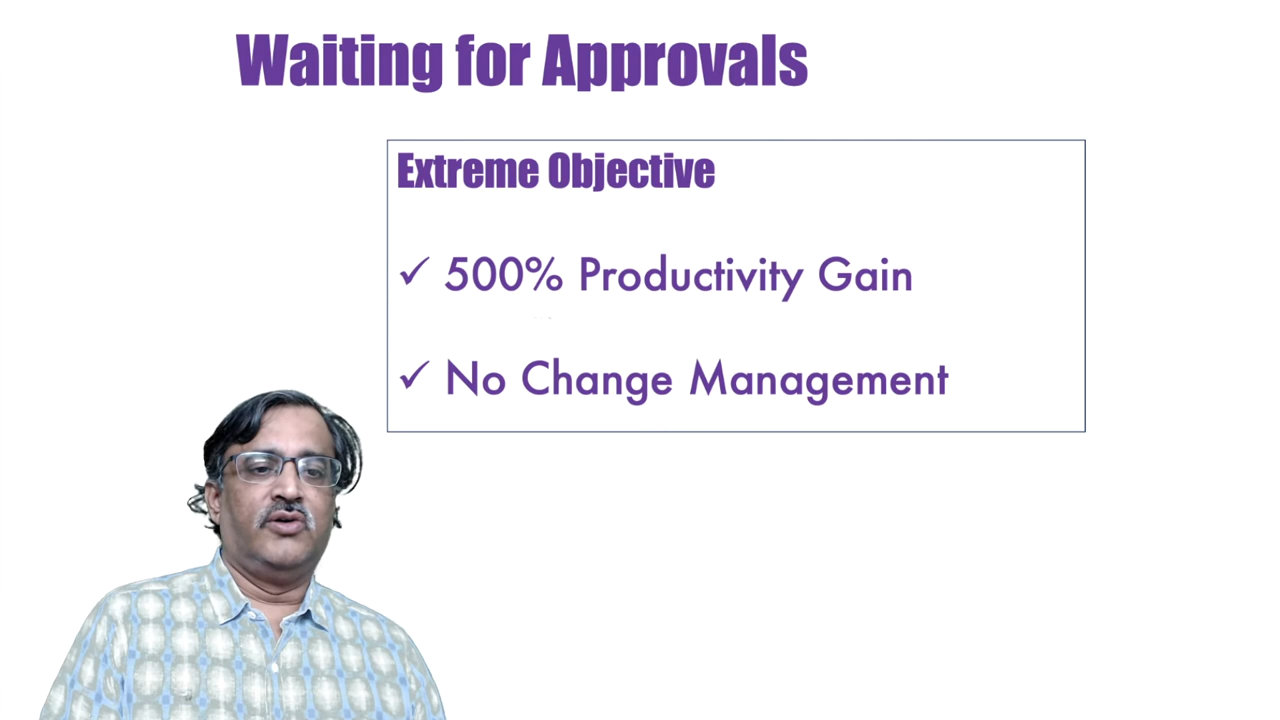 Waiting for Approvals
Extreme Objective
✓ 500% Productivity Gain
✓ No Change Management